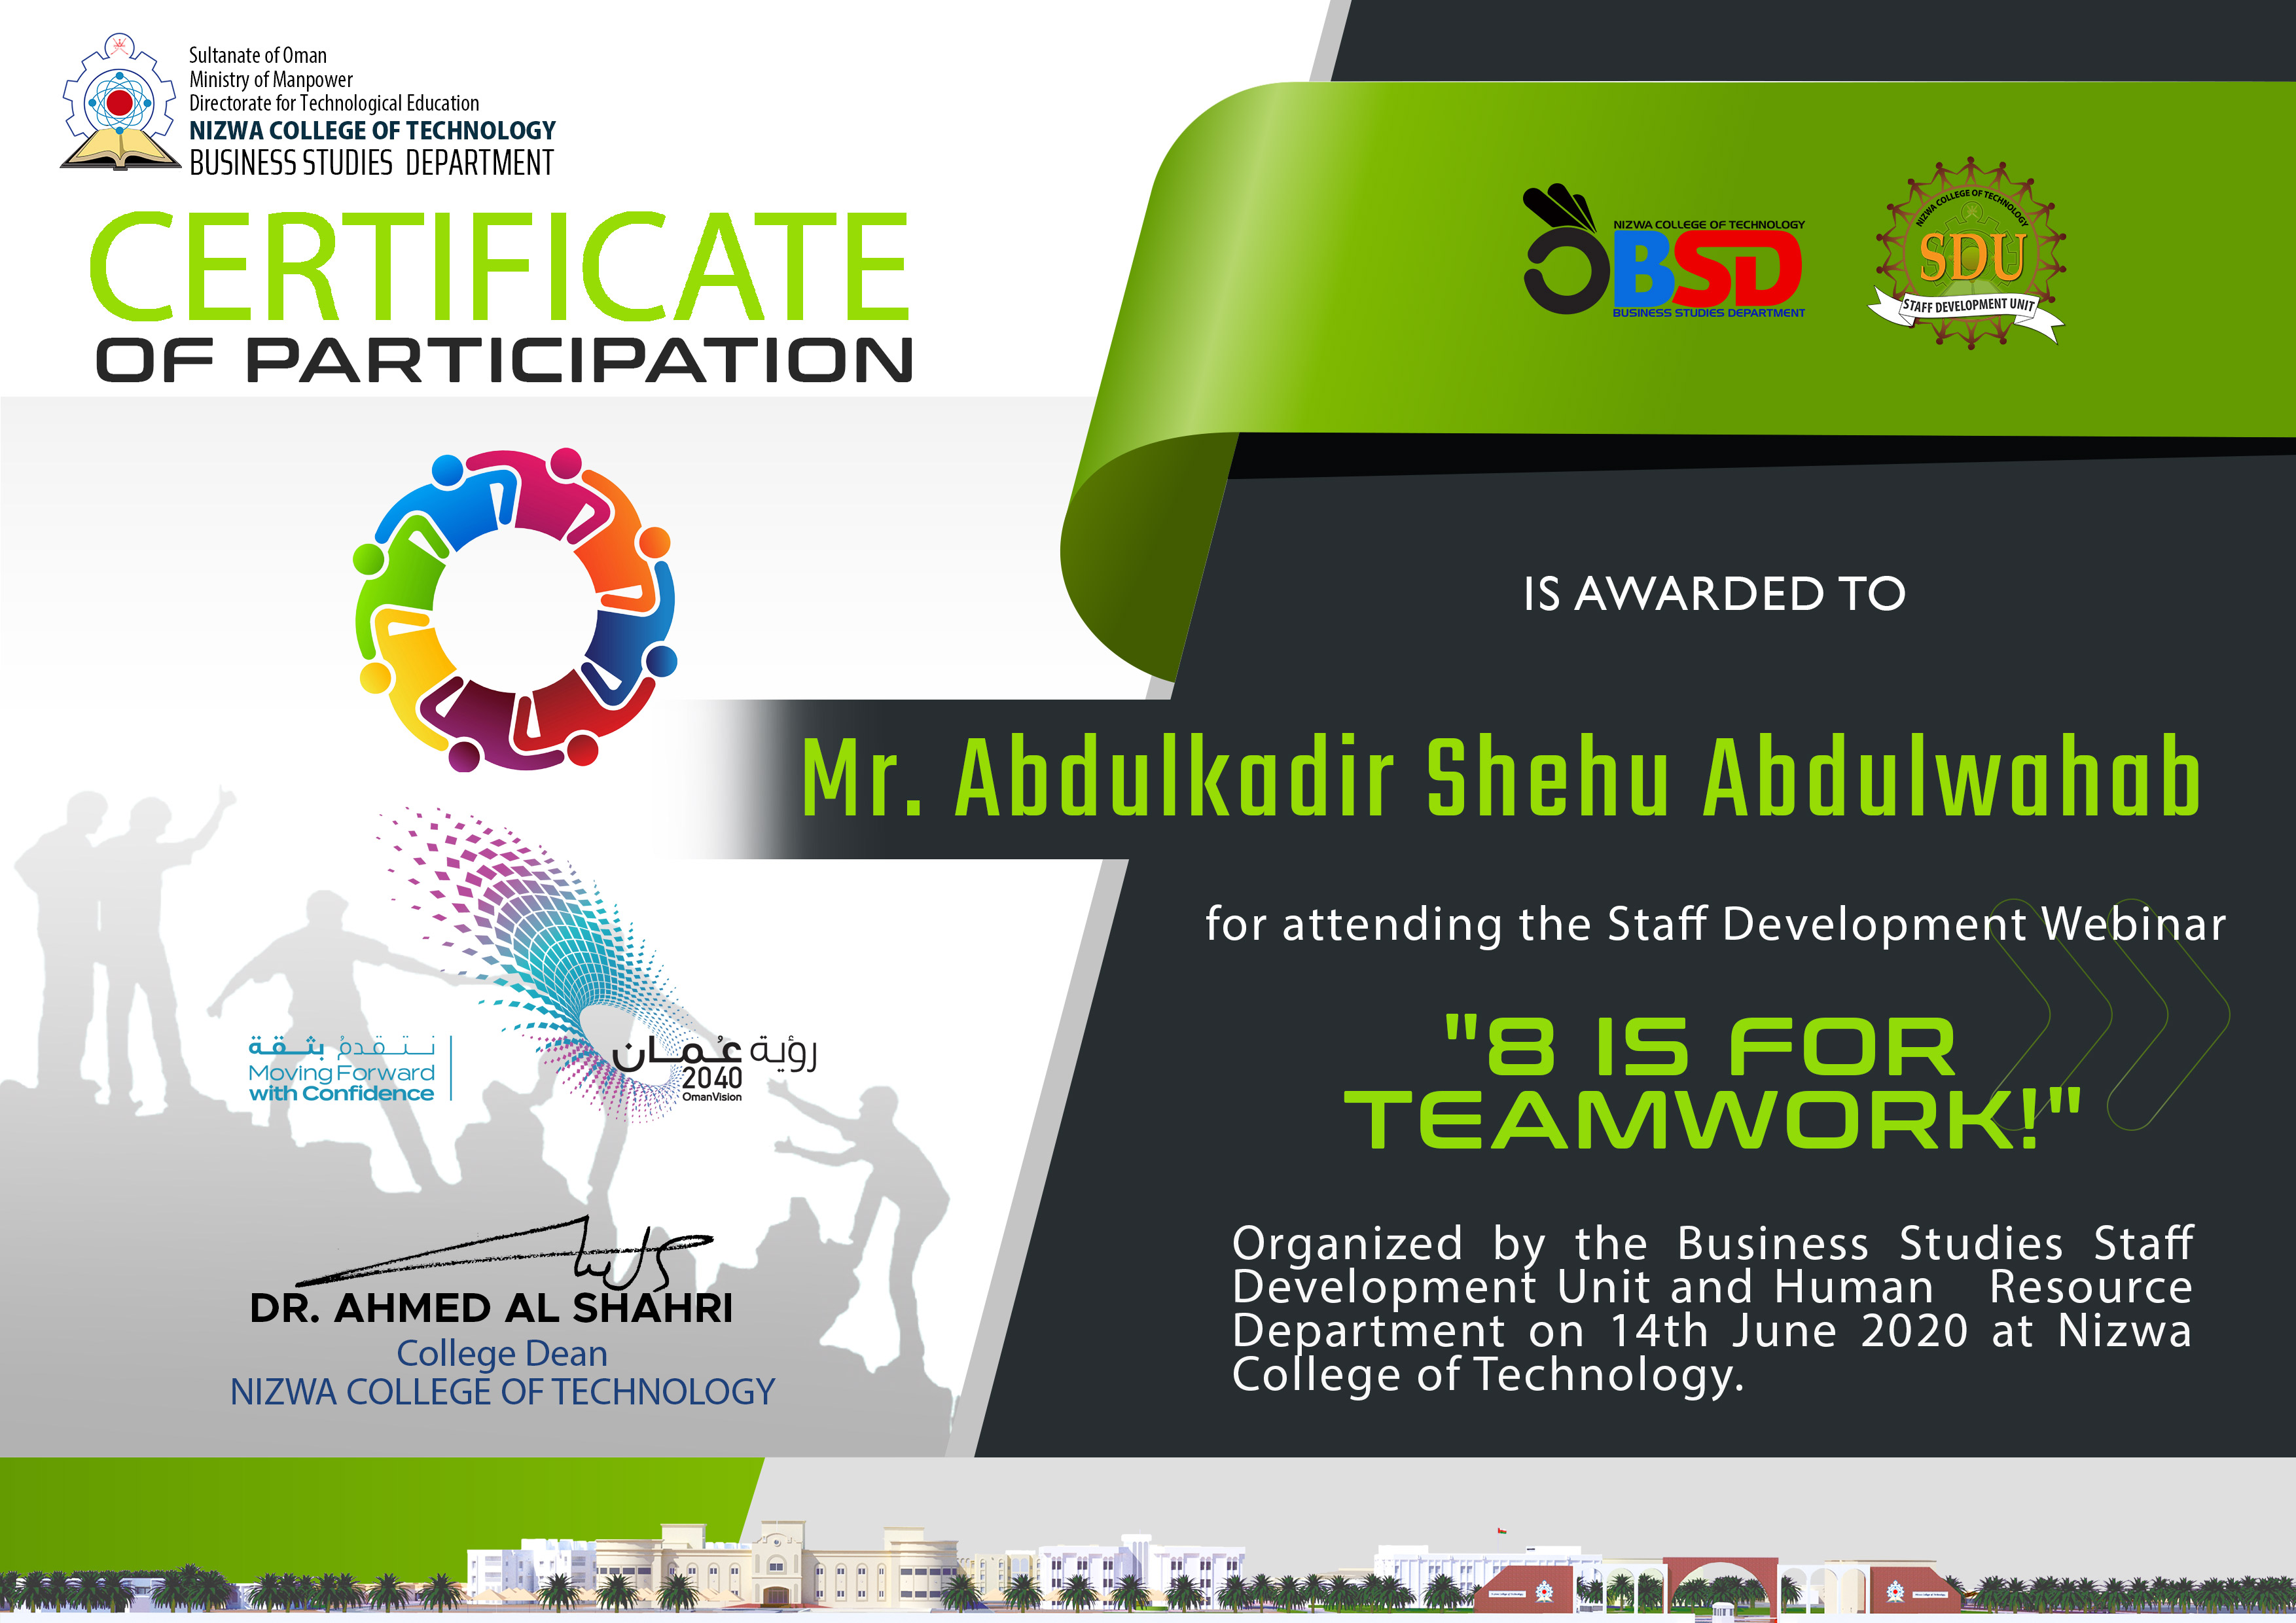 Sultanate of Oman
Ministry of Manpower
Directorate for Technological Education
NIZWA COLLEGE OF TECHNOLOGY
BUSINESS STUDIES DEPARTMENT
CERTIFICATE
OF PARTICIPATION
NIZWA COLLEGE OF TECHNOLOGY
BSD
BUSINESS STUDIES DEPARTMENT
NIZWA COLLEGE OF TECHNOLOGY
SDU
STAFF DEVELOPMENT UNIT
IS AWARDED TO
Mr. Abdulkadir Shehu Abdulwahab
for attending the Staff Development Webinar
"8 IS FOR
TEAMWORK!"
Organized by the Business Studies Staff
Development Unit and Human Resource
Department on 14th June 2020 at Nizwa
College of Technology.
نـتـقـدمُ بثـقـة
Moving Forward
with Confidence
رؤية عُمـان
2040
OmanVision
DR. AHMED AL SHAHRI
College Dean
NIZWA COLLEGE OF TECHNOLOGY